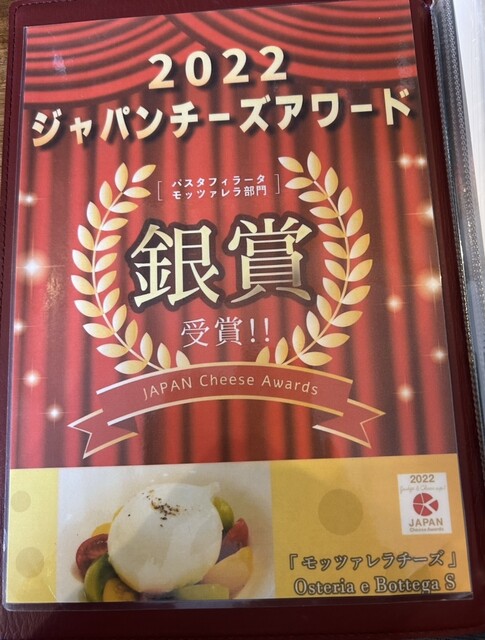 2022
ジャパンチーズアワード
パスタフィラータ
モッツァレラ部門
銀賞
受賞!!
JAPAN Cheese Awards
2022
JAPAN
Cheese Awards
「モッツァレラチーズ」
Osteria e Bottega S